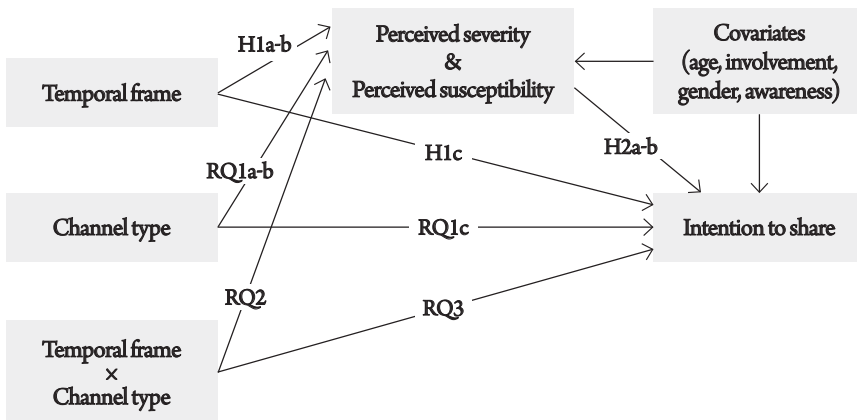 Perceived severity
&
Perceived susceptibility
Covariates
(age, involvement,
gender, awareness)
H1a-b
Temporal frame
H1c
H2a-b
RQ1a-b
Channel type
RQ1c
Intention to share
RQ2
RQ3
Temporal frame
×
Channel type